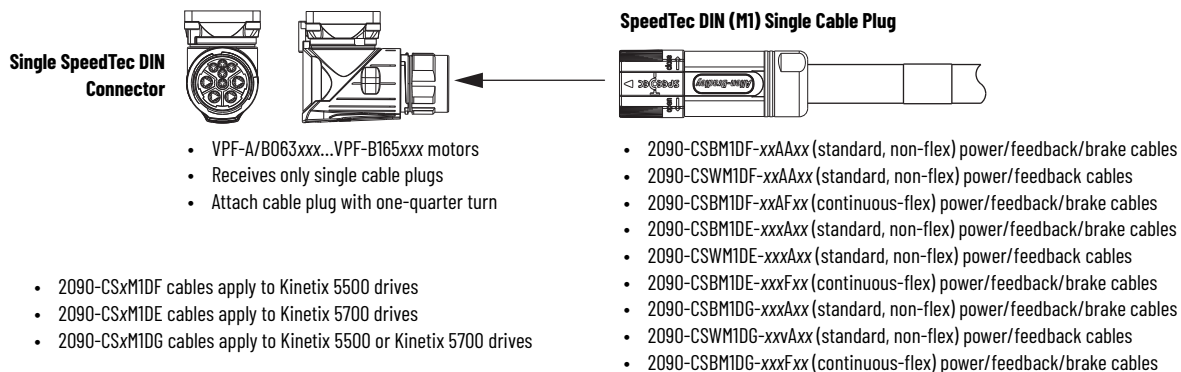 Single SpeedTec DIN
Connector
• VPF-A/B063xxx...VPF-B165xxx motors
• Receives only single cable plugs
• Attach cable plug with one-quarter turn
• 2090-CSxM1DF cables apply to Kinetix 5500 drives
• 2090-CSxM1DE cables apply to Kinetix 5700 drives
• 2090-CSxM1DG cables apply to Kinetix 5500 or Kinetix 5700 drives
SpeedTec DIN (M1) Single Cable Plug
Allen-Bradley
• 2090-CSBM1DF-xxAAxx (standard, non-flex) power/feedback/brake cables
• 2090-CSWM1DF-xxAAxx (standard, non-flex) power/feedback cables
• 2090-CSBM1DF-xxAFxx (continuous-flex) power/feedback/brake cables
• 2090-CSBM1DE-xxxAxx (standard, non-flex) power/feedback/brake cables
• 2090-CSWM1DE-xxxAxx (standard, non-flex) power/feedback cables
• 2090-CSBM1DE-xxxFxx (continuous-flex) power/feedback/brake cables
• 2090-CSBM1DG-xxxAxx (standard, non-flex) power/feedback/brake cables
• 2090-CSWM1DG-xxvAxx (standard, non-flex) power/feedback cables
• 2090-CSBM1DG-xxxFxx (continuous-flex) power/feedback/brake cables